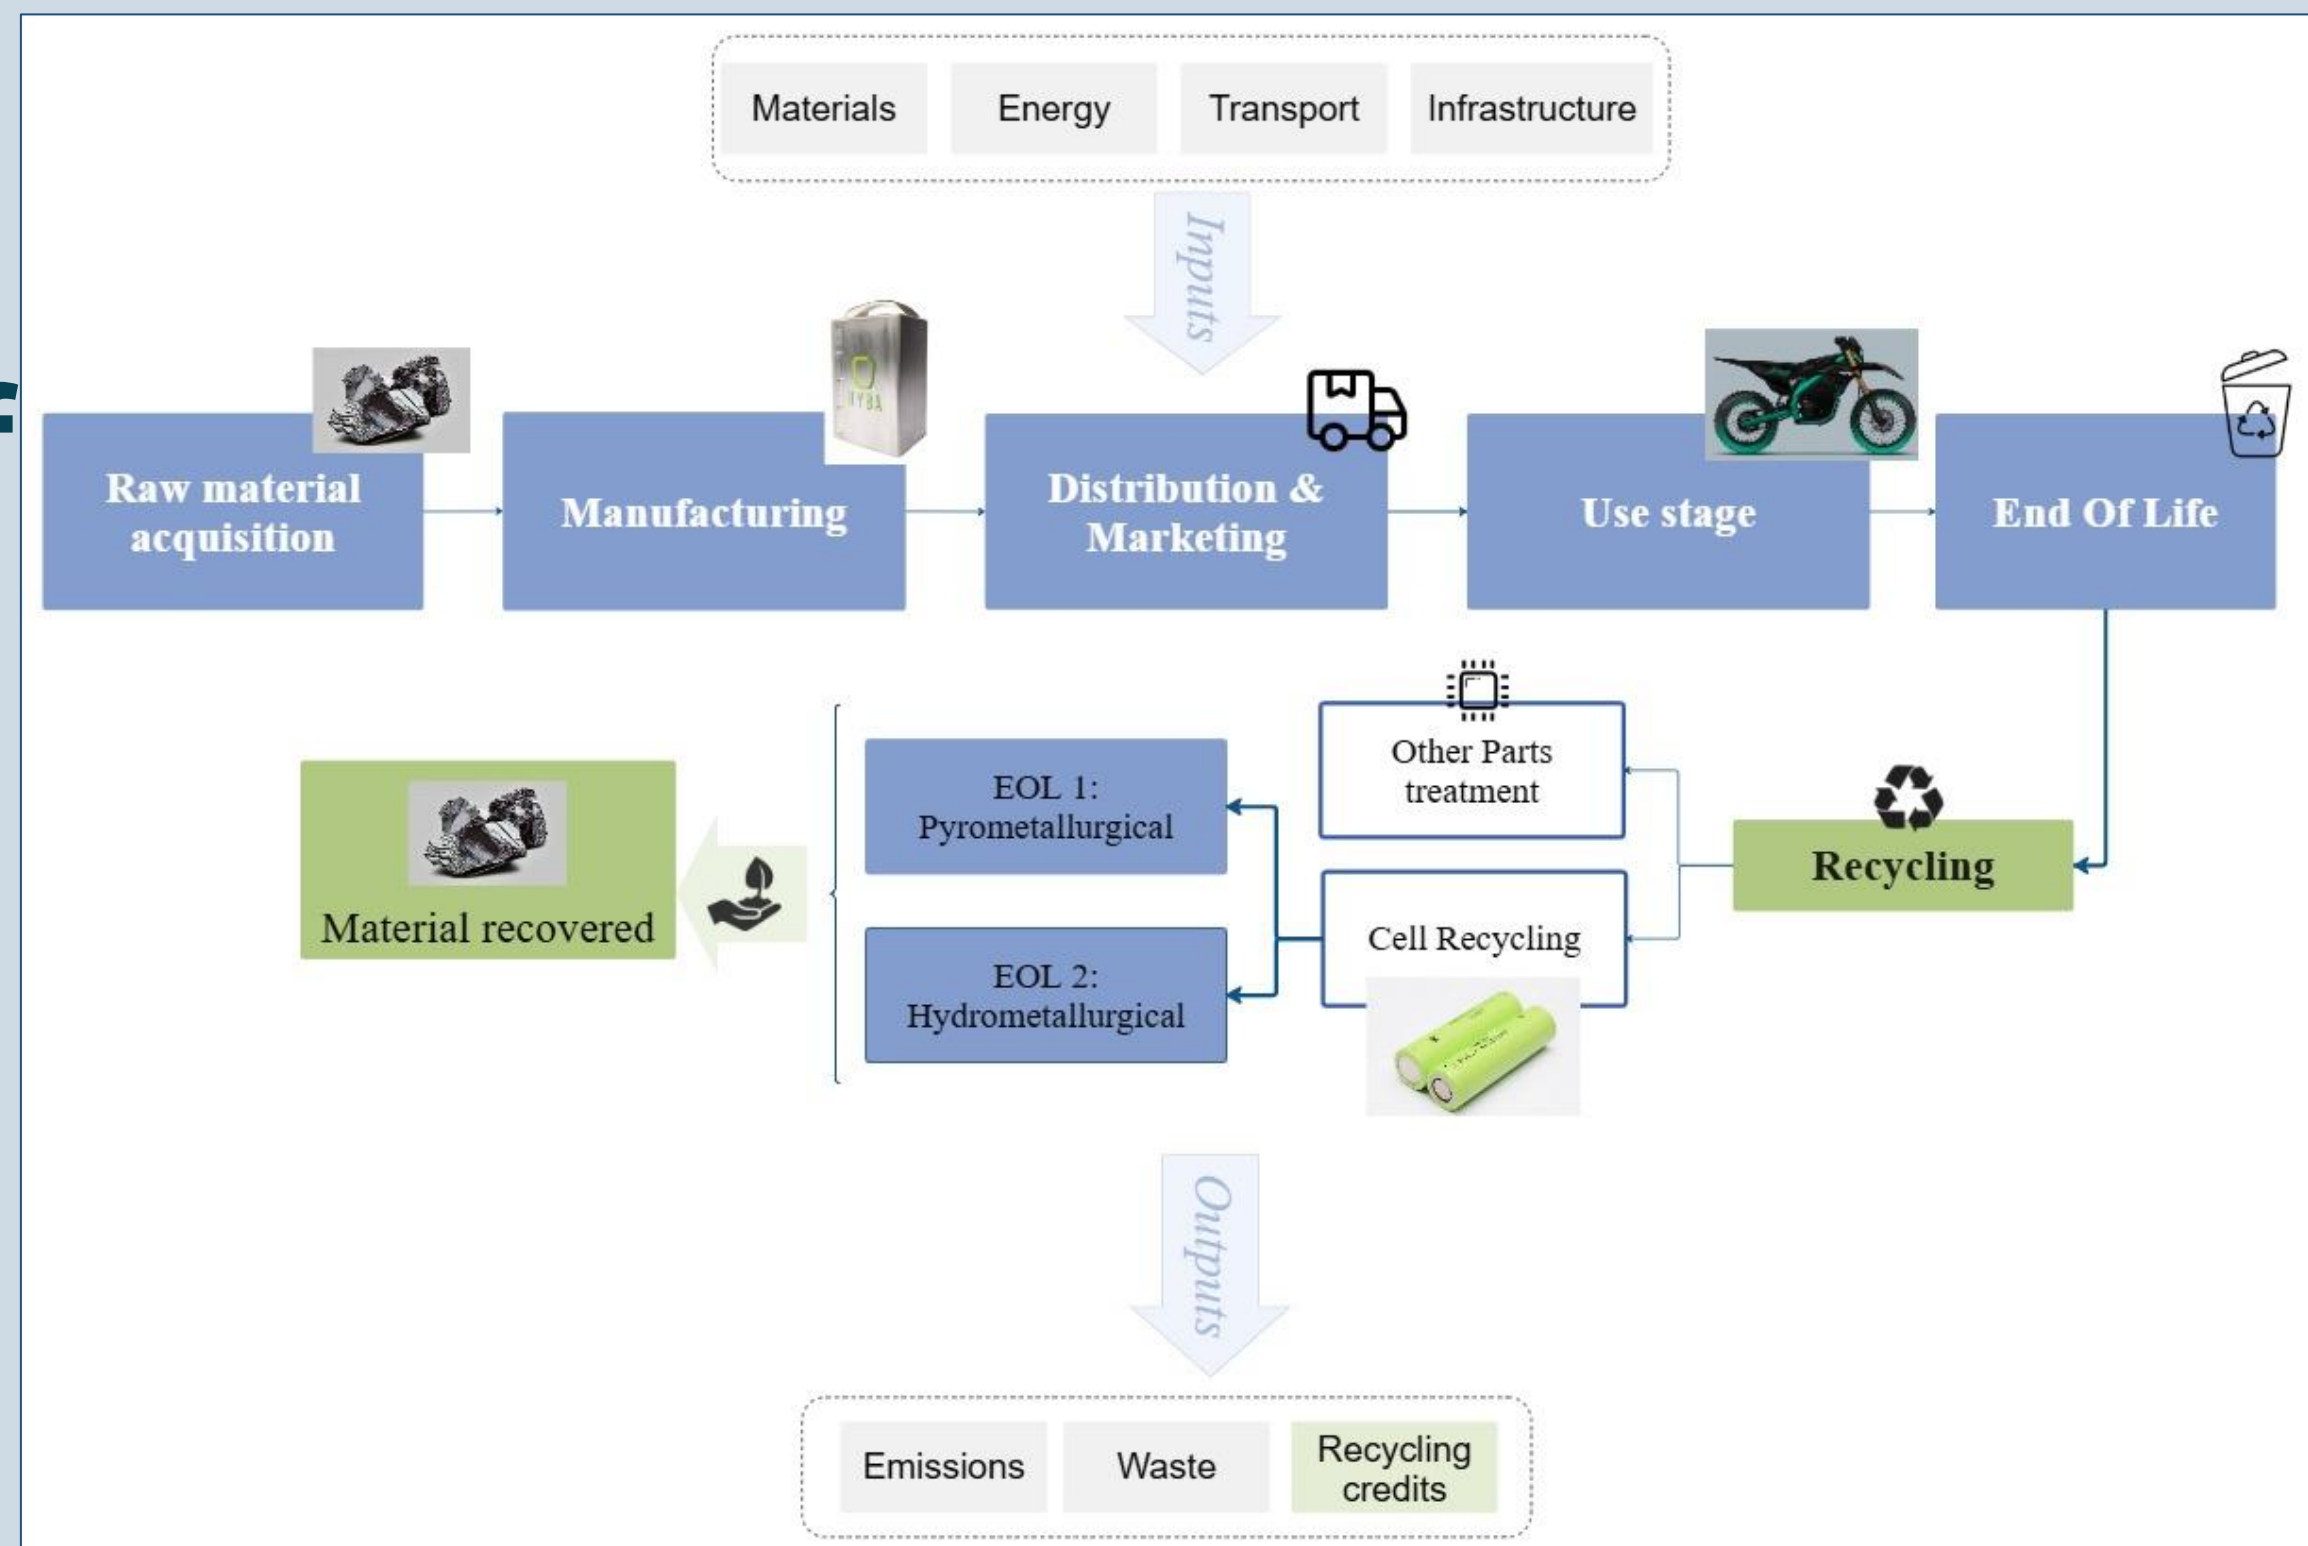 Materials
Energy
Transport
Infrastructure
Inputs
Raw material
acquisition
Manufacturing
Distribution &
Marketing
Use stage
End Of Life
Other Parts
treatment
EOL 1:
Pyrometallurgical
Recycling
Material recovered
Cell Recycling
EOL 2:
Hydrometallurgical
Outputs
Emissions
Waste
Recycling
credits